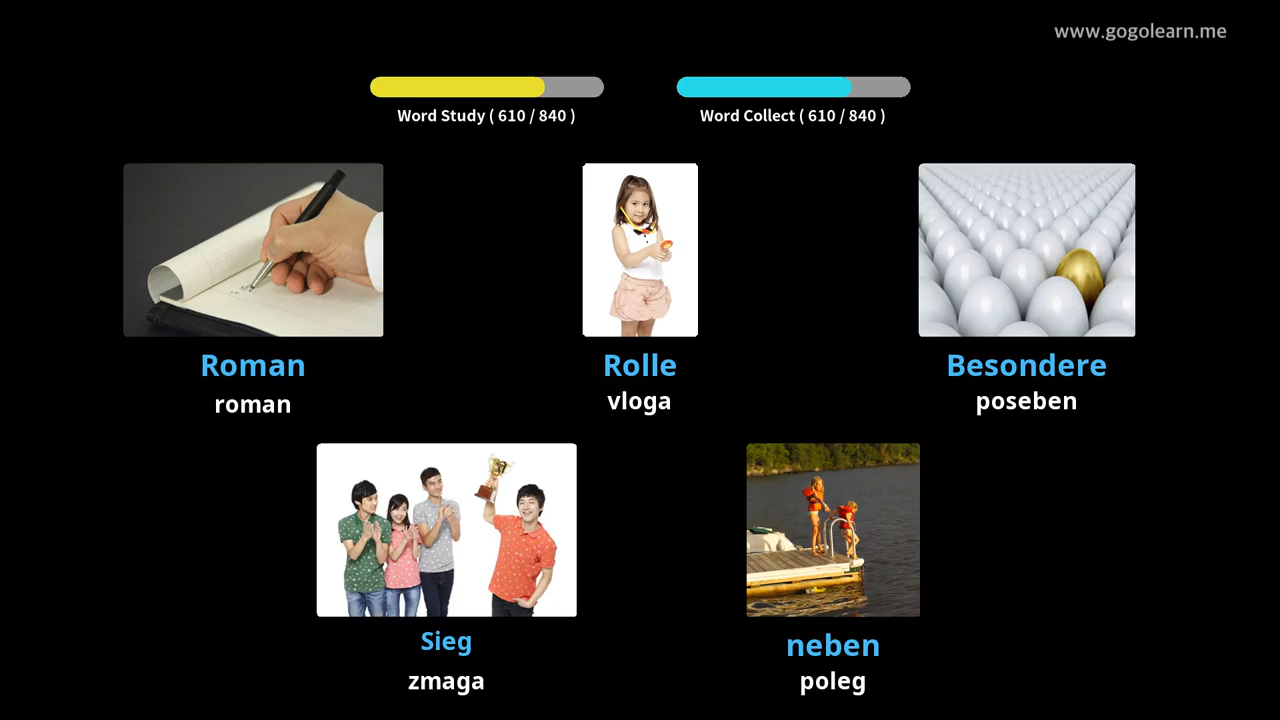 www.gogolearn.me
Word Study ( 610 / 840 )
Word Collect ( 610 / 840 )
Roman
roman
Rolle
vloga
Besondere
poseben
Sieg
zmaga
neben
poleg